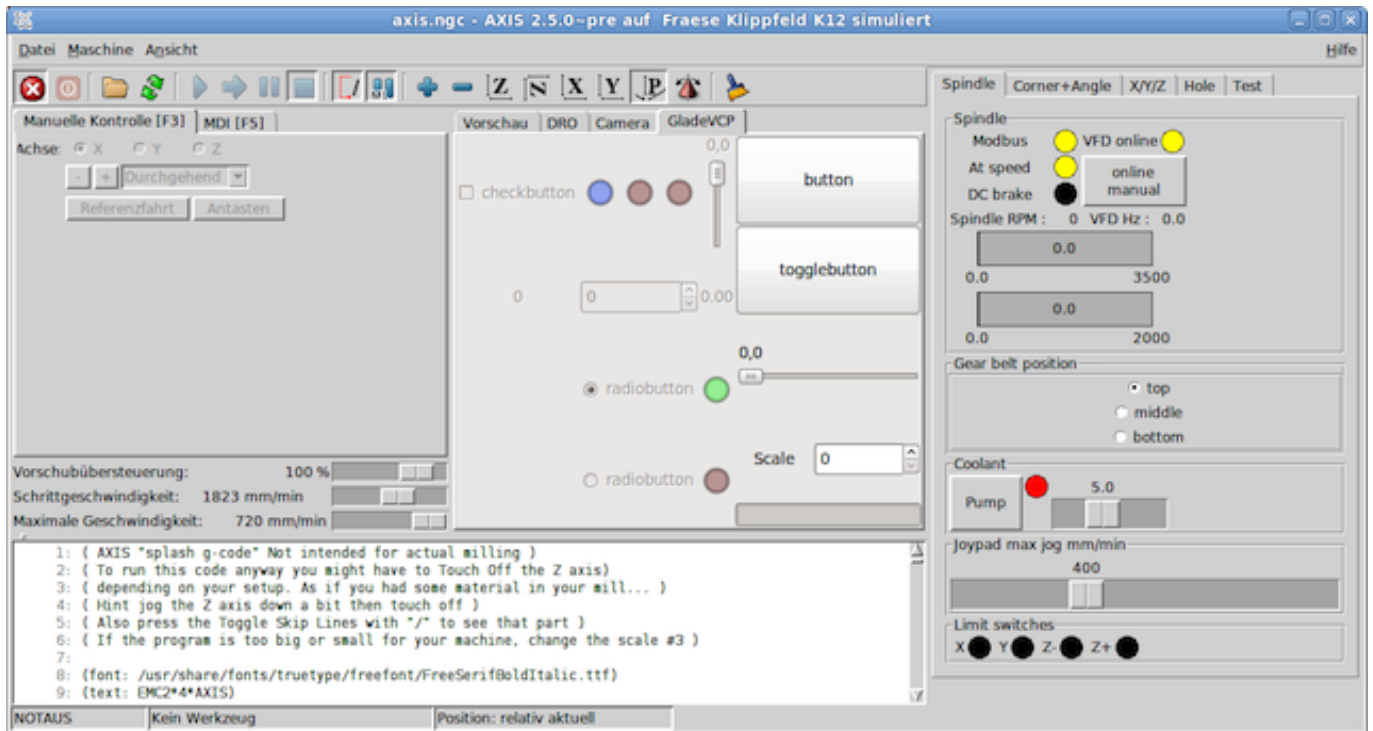 axis.ngc - AXIS 2.5.0~pre auf Fraese Klippfeld K12 simuliert
Datei Maschine Ansicht Hilfe
Z N X Y P
Manuelle Kontrolle [F3] MDI [F5]
Achse: X Y Z
- + Durchgehend
Referenzfahrt Antasten
Vorschubübersteuerung: 100 %
Schrittgeschwindigkeit: 1823 mm/min
Maximale Geschwindigkeit: 720 mm/min
Vorschau DRO Camera GladeVCP
0,0
checkbutton
button
togglebutton
0 0 0.00
0,0
radiobutton
Scale 0
radiobutton
Spindle Corner+Angle X/Y/Z Hole Test
Spindle
Modbus VFD online
At speed
DC brake
online
manual
Spindle RPM : 0 VFD Hz : 0.0
0.0
0.0 3500
0.0
0.0 2000
Gear belt position
top
middle
bottom
Coolant
Pump 5.0
Joypad max jog mm/min
400
Limit switches
X Y Z- Z+
1: ( AXIS "splash g-code" Not intended for actual milling )
2: ( To run this code anyway you might have to Touch Off the Z axis)
3: ( depending on your setup. As if you had some material in your mill... )
4: ( Hint jog the Z axis down a bit then touch off )
5: ( Also press the Toggle Skip Lines with "/" to see that part )
6: ( If the program is too big or small for your machine, change the scale #3 )
7:
8: (font: /usr/share/fonts/truetype/freefont/FreeSerifBoldItalic.ttf)
9: (text: EMC2*4*AXIS)
NOTAUS Kein Werkzeug Position: relativ aktuell